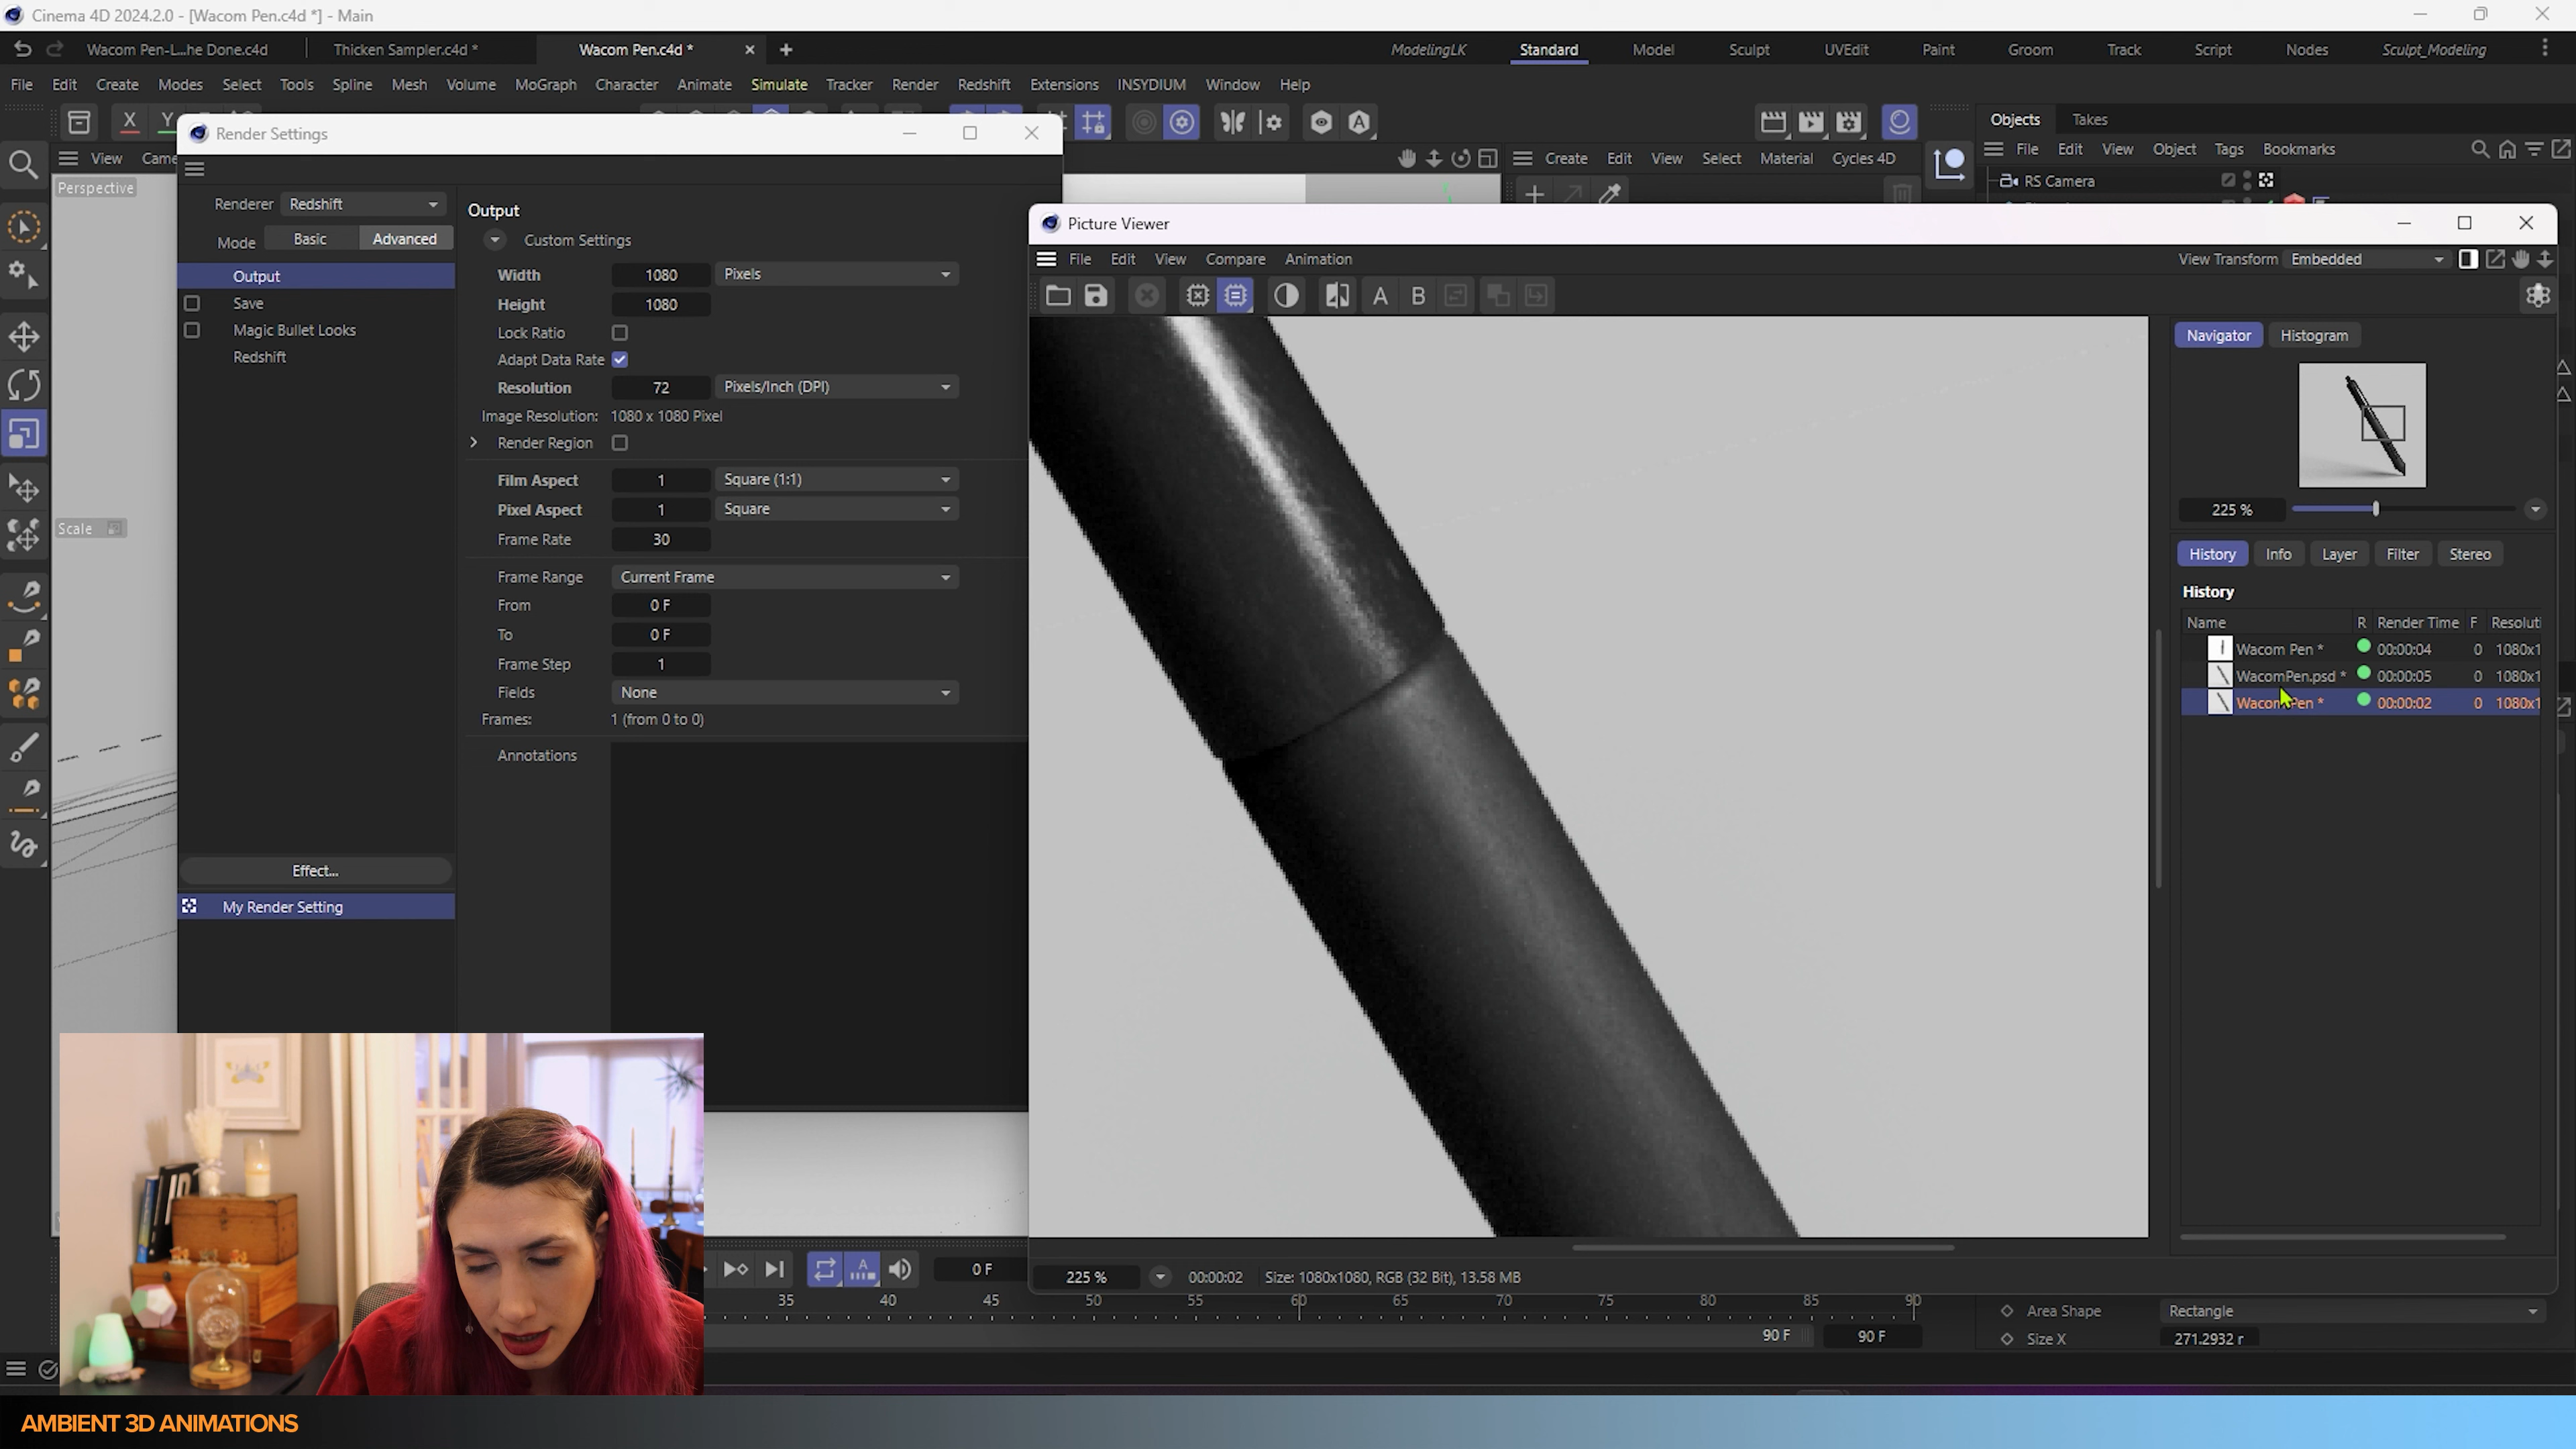 Cinema 4D 2024.2.0 - [Wacom Pen.c4d *] - Main
Wacom Pen-L...he Done.c4d
Thicken Sampler.c4d *
Wacom Pen.c4d *
ModelingLK
Standard
Model
Sculpt
UVEdit
Paint
Groom
Track
Script
Nodes
Sculpt_Modeling
File Edit Create Modes Select Tools Spline Mesh Volume MoGraph Character Animate Simulate Tracker Render Redshift Extensions INSYDIUM Window Help
X
Y
Objects
Takes
View
Create Edit View Select Material Cycles 4D
File Edit View Object Tags Bookmarks
RS Camera
Perspective
Scale
Render Settings
Renderer Redshift
Mode Basic Advanced
Output
Save
Magic Bullet Looks
Redshift
Effect...
My Render Setting
Output
Custom Settings
Width 1080 Pixels
Height 1080
Lock Ratio
Adapt Data Rate
Resolution 72 Pixels/Inch (DPI)
Image Resolution: 1080 x 1080 Pixel
Render Region
Film Aspect 1 Square (1:1)
Pixel Aspect 1 Square
Frame Rate 30
Frame Range Current Frame
From 0 F
To 0 F
Frame Step 1
Fields None
Frames: 1 (from 0 to 0)
Annotations
Picture Viewer
File Edit View Compare Animation
View Transform Embedded
A B
Navigator Histogram
225 %
History Info Layer Filter Stereo
History
Name R Render Time F Resoluti
Wacom Pen * 00:00:04 0 1080x1
WacomPen.psd * 00:00:05 0 1080x1
Wacom Pen * 00:00:02 0 1080x1
225 % 00:00:02 Size: 1080x1080, RGB (32 Bit), 13.58 MB
A
0 F
35 40 45 50 55 60 65 70 75 80 85 90
90 F 90 F
Area Shape Rectangle
Size X 271.2932 r
AMBIENT 3D ANIMATIONS